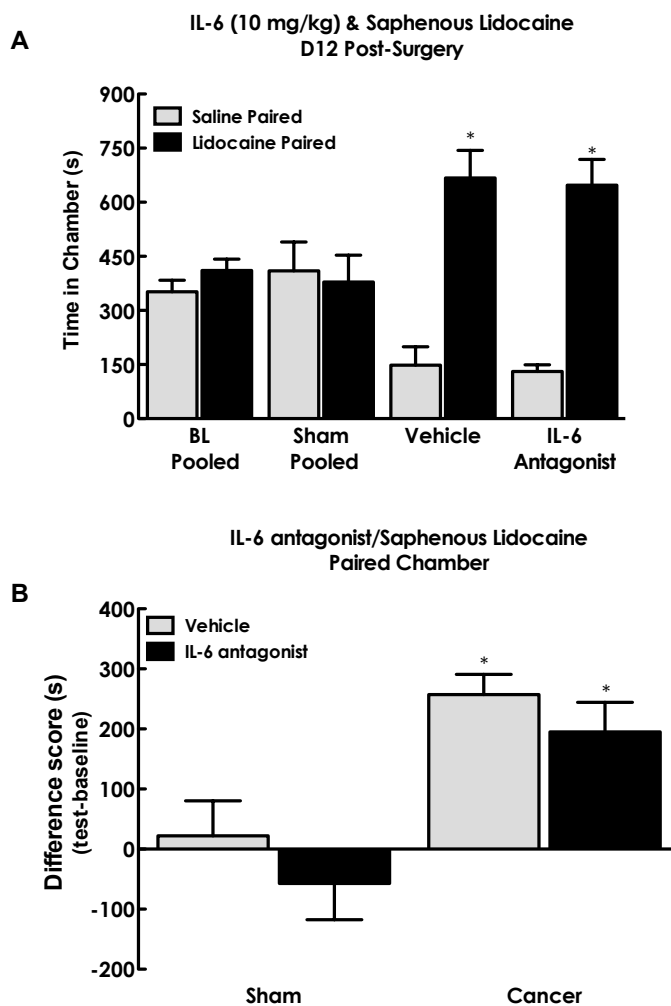 A
IL-6 (10 mg/kg) & Saphenous Lidocaine
D12 Post-Surgery
Time in Chamber (s)
900
750
600
450
300
150
0
Saline Paired
Lidocaine Paired
*
*
BL
Pooled
Sham
Pooled
Vehicle
IL-6
Antagonist
IL-6 antagonist/Saphenous Lidocaine
Paired Chamber
B
Difference score (s)
(test-baseline)
400
300
200
100
0
-100
-200
Vehicle
IL-6 antagonist
*
*
Sham
Cancer